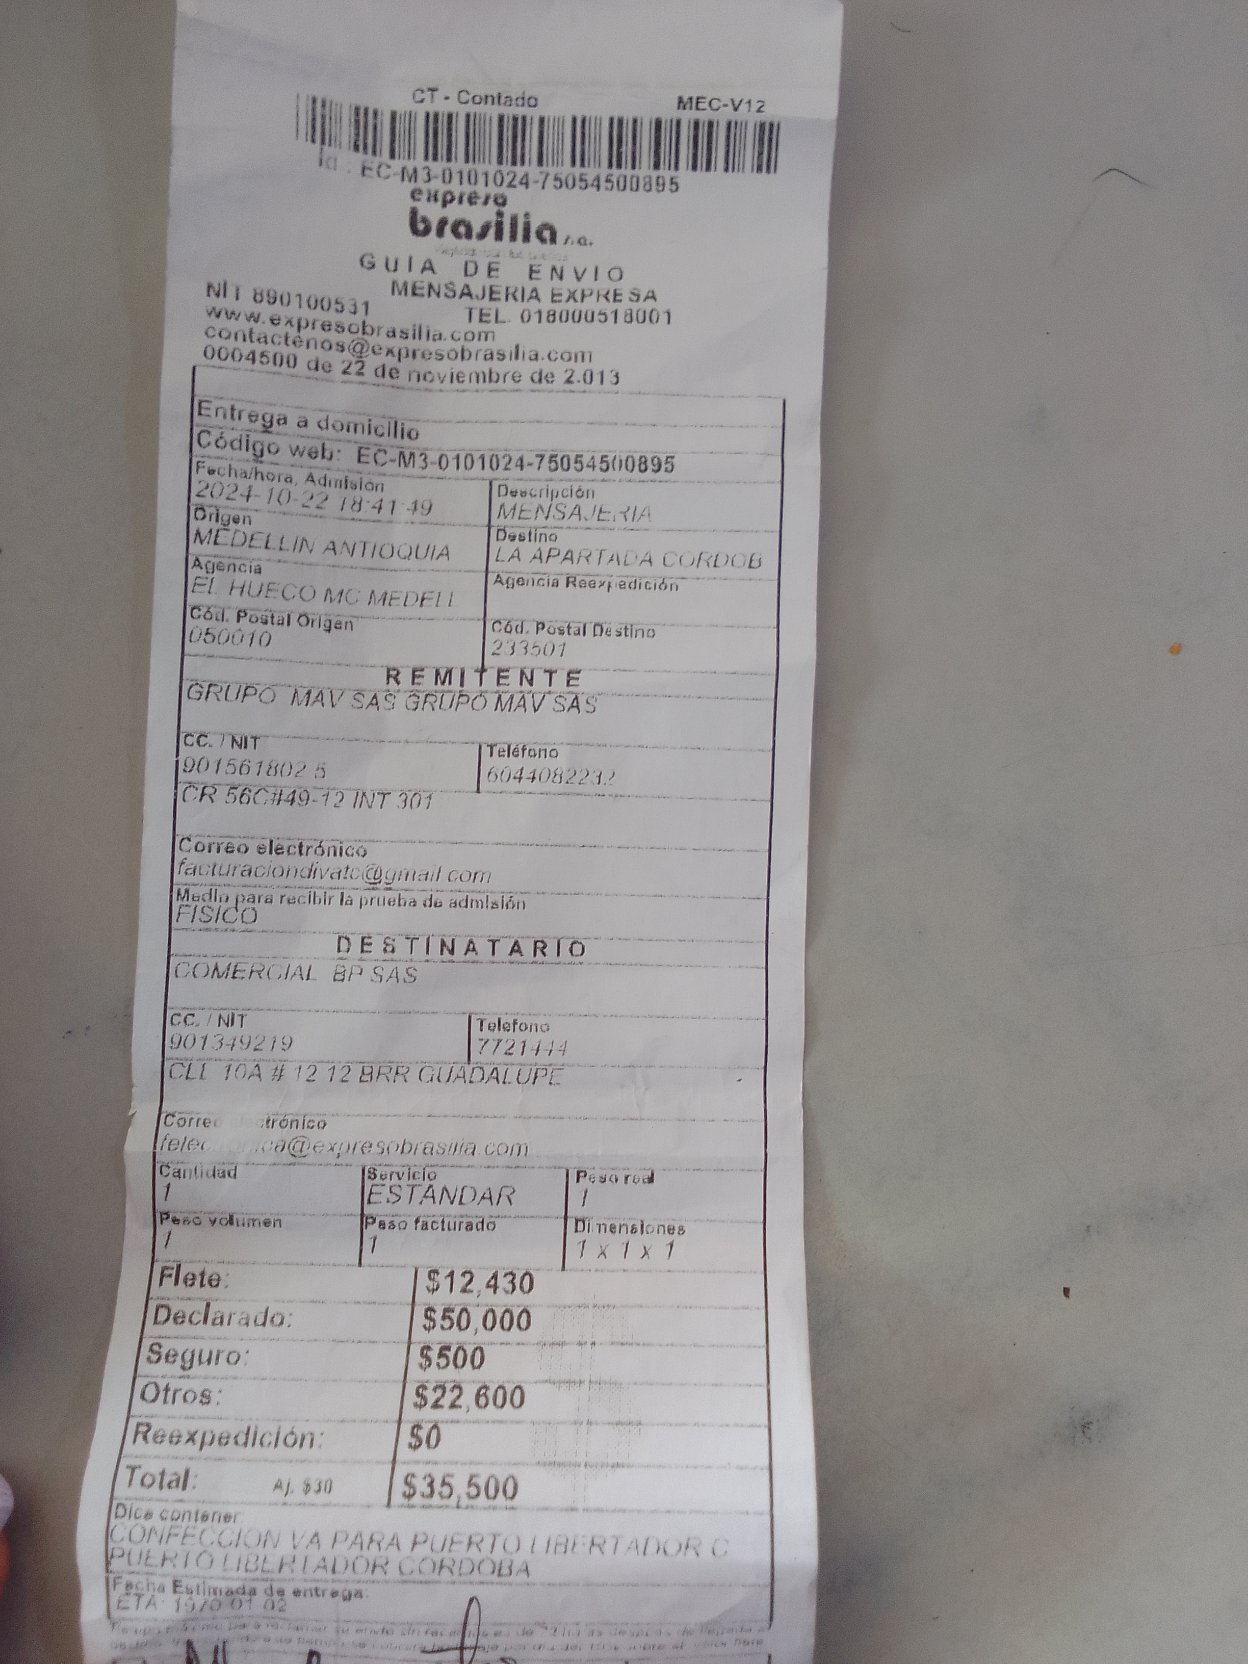 CT - Contado MEC-V12
Id : EC-M3-0101024-75054500895
expreso
brasilia s.a.
GUIA DE ENVIO
MENSAJERIA EXPRESA
NIT 890100531 TEL. 018000518001
www.expresobrasilia.com
contactenos@expresobrasilia.com
0004500 de 22 de noviembre de 2.013
Entrega a domicilio
Código web: EC-M3-0101024-75054500895
Fecha/hora, Admisión Descripción
2024-10-22 18:41:49 MENSAJERIA
Origen Destino
MEDELLIN ANTIOQUIA LA APARTADA CORDOB
Agencia Agencia Reexpedición
EL HUECO MC MEDELL
Cód. Postal Origen Cód. Postal Destino
050010 233501
REMITENTE
GRUPO MAV SAS GRUPO MAV SAS
CC. / NIT Teléfono
901561802 5 6044082232
CR 56C#49-12 INT 301
Correo electrónico
facturaciondivatc@gmail.com
Medio para recibir la prueba de admisión
FISICO
DESTINATARIO
COMERCIAL BP SAS
CC. / NIT Telefono
901349219 7721444
CLL 10A # 12 12 BRR GUADALUPE
Correo trónico
@expresobrasilia.com
Cantidad Servicio Peso real
1 ESTANDAR 1
Peso volumen Peso facturado Dimensiones
1 1 1 x 1 x 1
Flete: $12,430
Declarado: $50,000
Seguro: $500
Otros: $22,600
Reexpedición: $0
Total: Aj. $30 $35,500
Dice contener
CONFECCION VA PARA PUERTO LIBERTADOR C
PUERTO LIBERTADOR CORDOBA
Fecha Estimada de entrega:
ETA: 1970-01-02